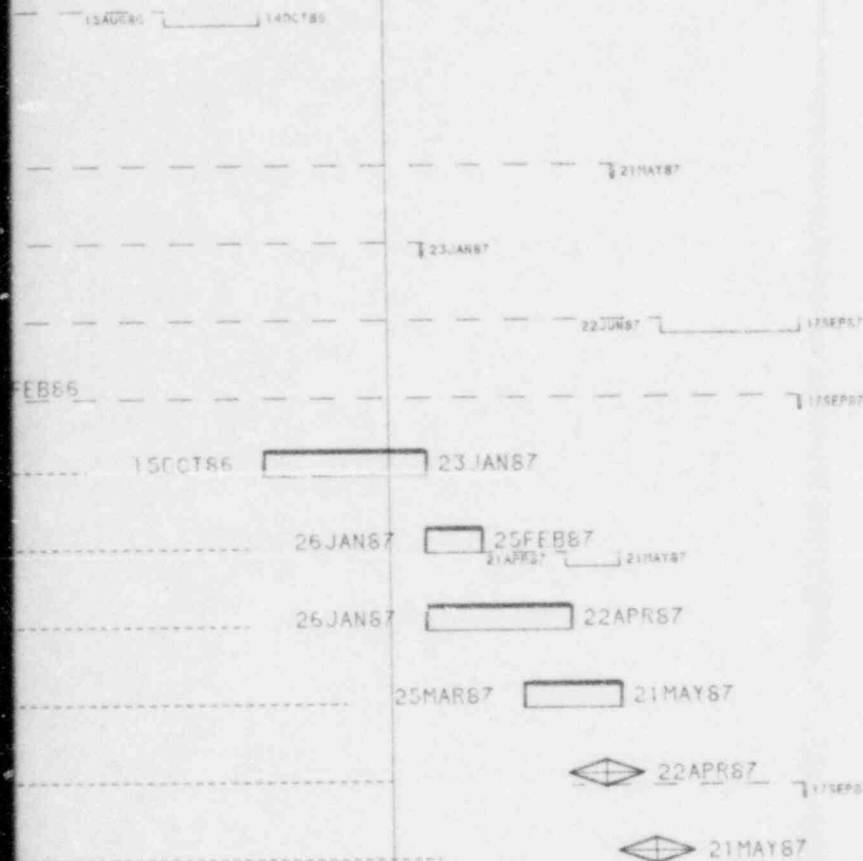 15AUG86 14OCT86
21MAY87
23JAN87
22JUN87 17SEP87
FEB86 17SEP87
15OCT86 23JAN87
26JAN87 25FEB87
21APR87 21MAY87
26JAN87 22APR87
25MAR87 21MAY87
22APR87
17SEP8
21MAY87